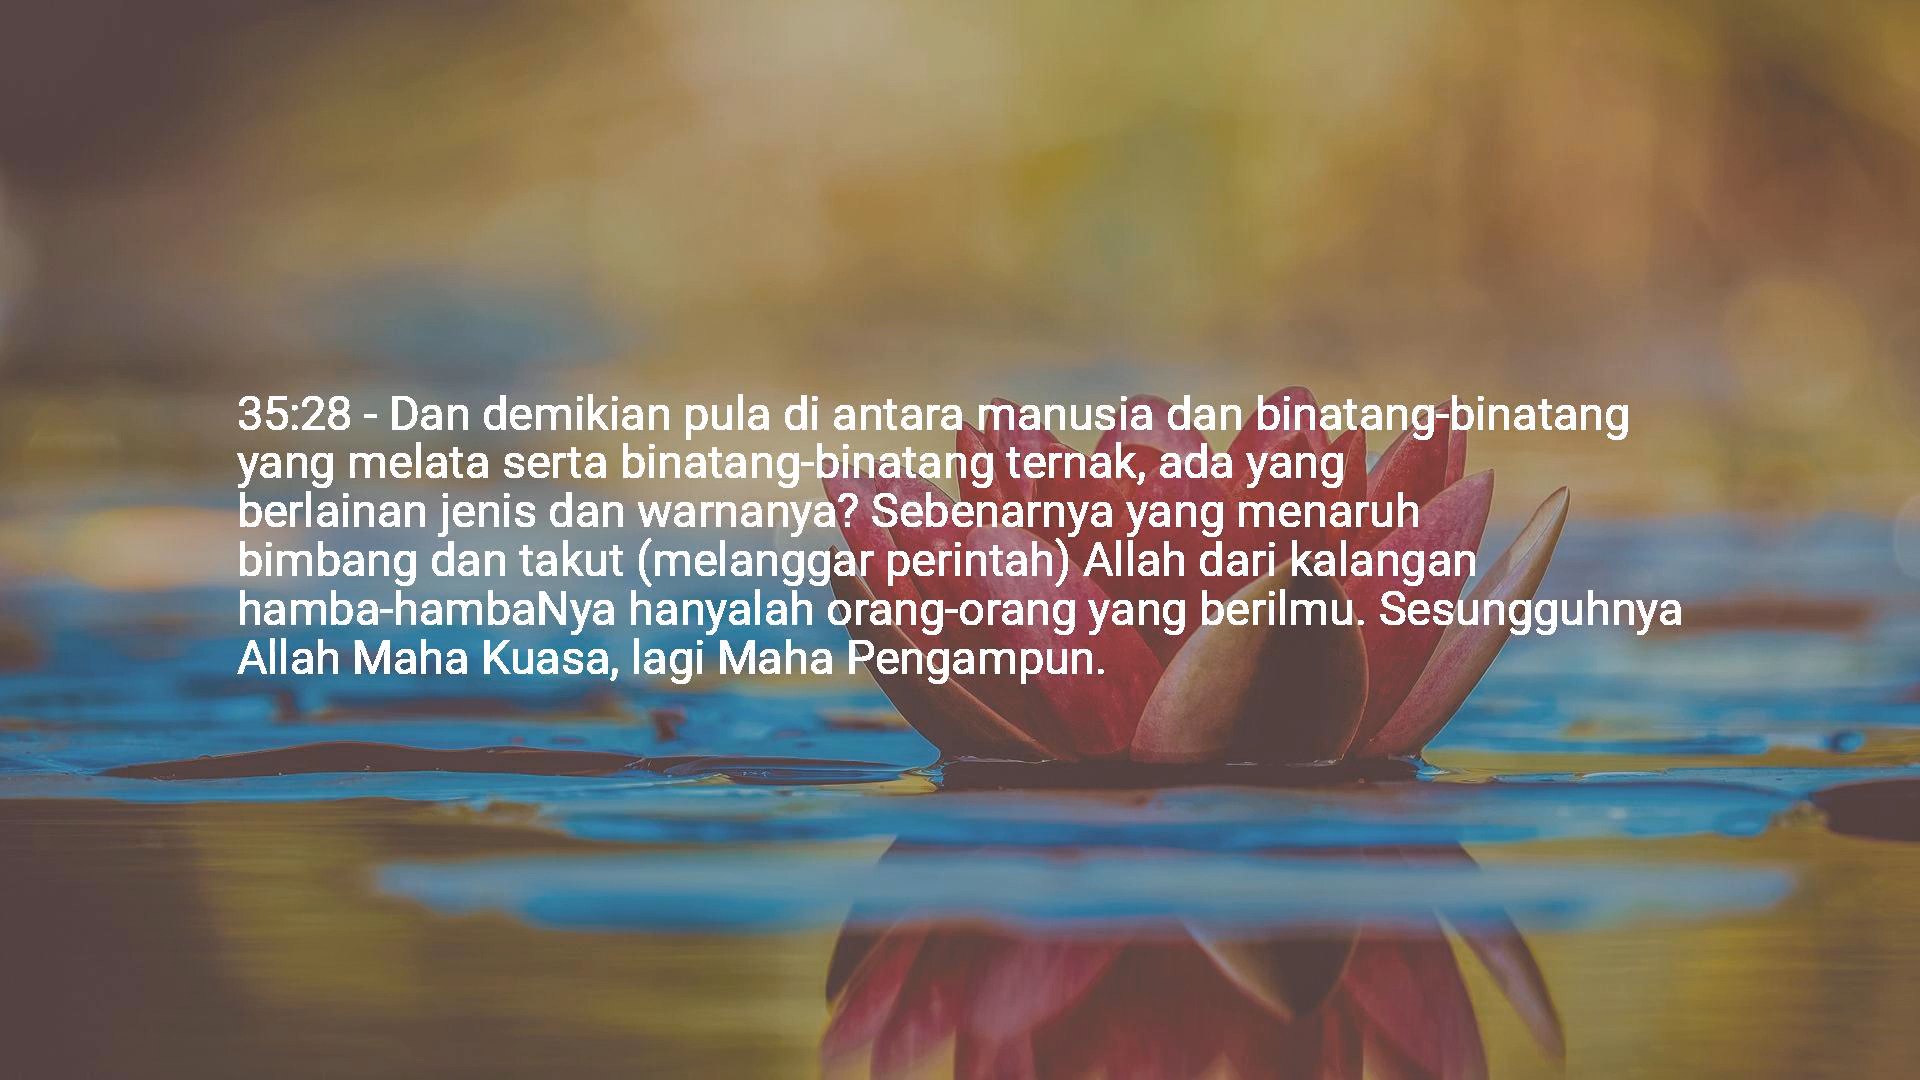 35:28 - Dan demikian pula di antara manusia dan binatang-binatang
yang melata serta binatang-binatang ternak, ada yang
berlainan jenis dan warnanya? Sebenarnya yang menaruh
bimbang dan takut (melanggar perintah) Allah dari kalangan
hamba-hambaNya hanyalah orang-orang yang berilmu. Sesungguhnya
Allah Maha Kuasa, lagi Maha Pengampun.